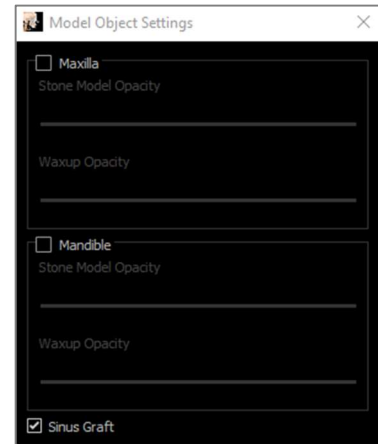 Model Object Settings
Maxilla
Stone Model Opacity
Waxup Opacity
Mandible
Stone Model Opacity
Waxup Opacity
Sinus Graft